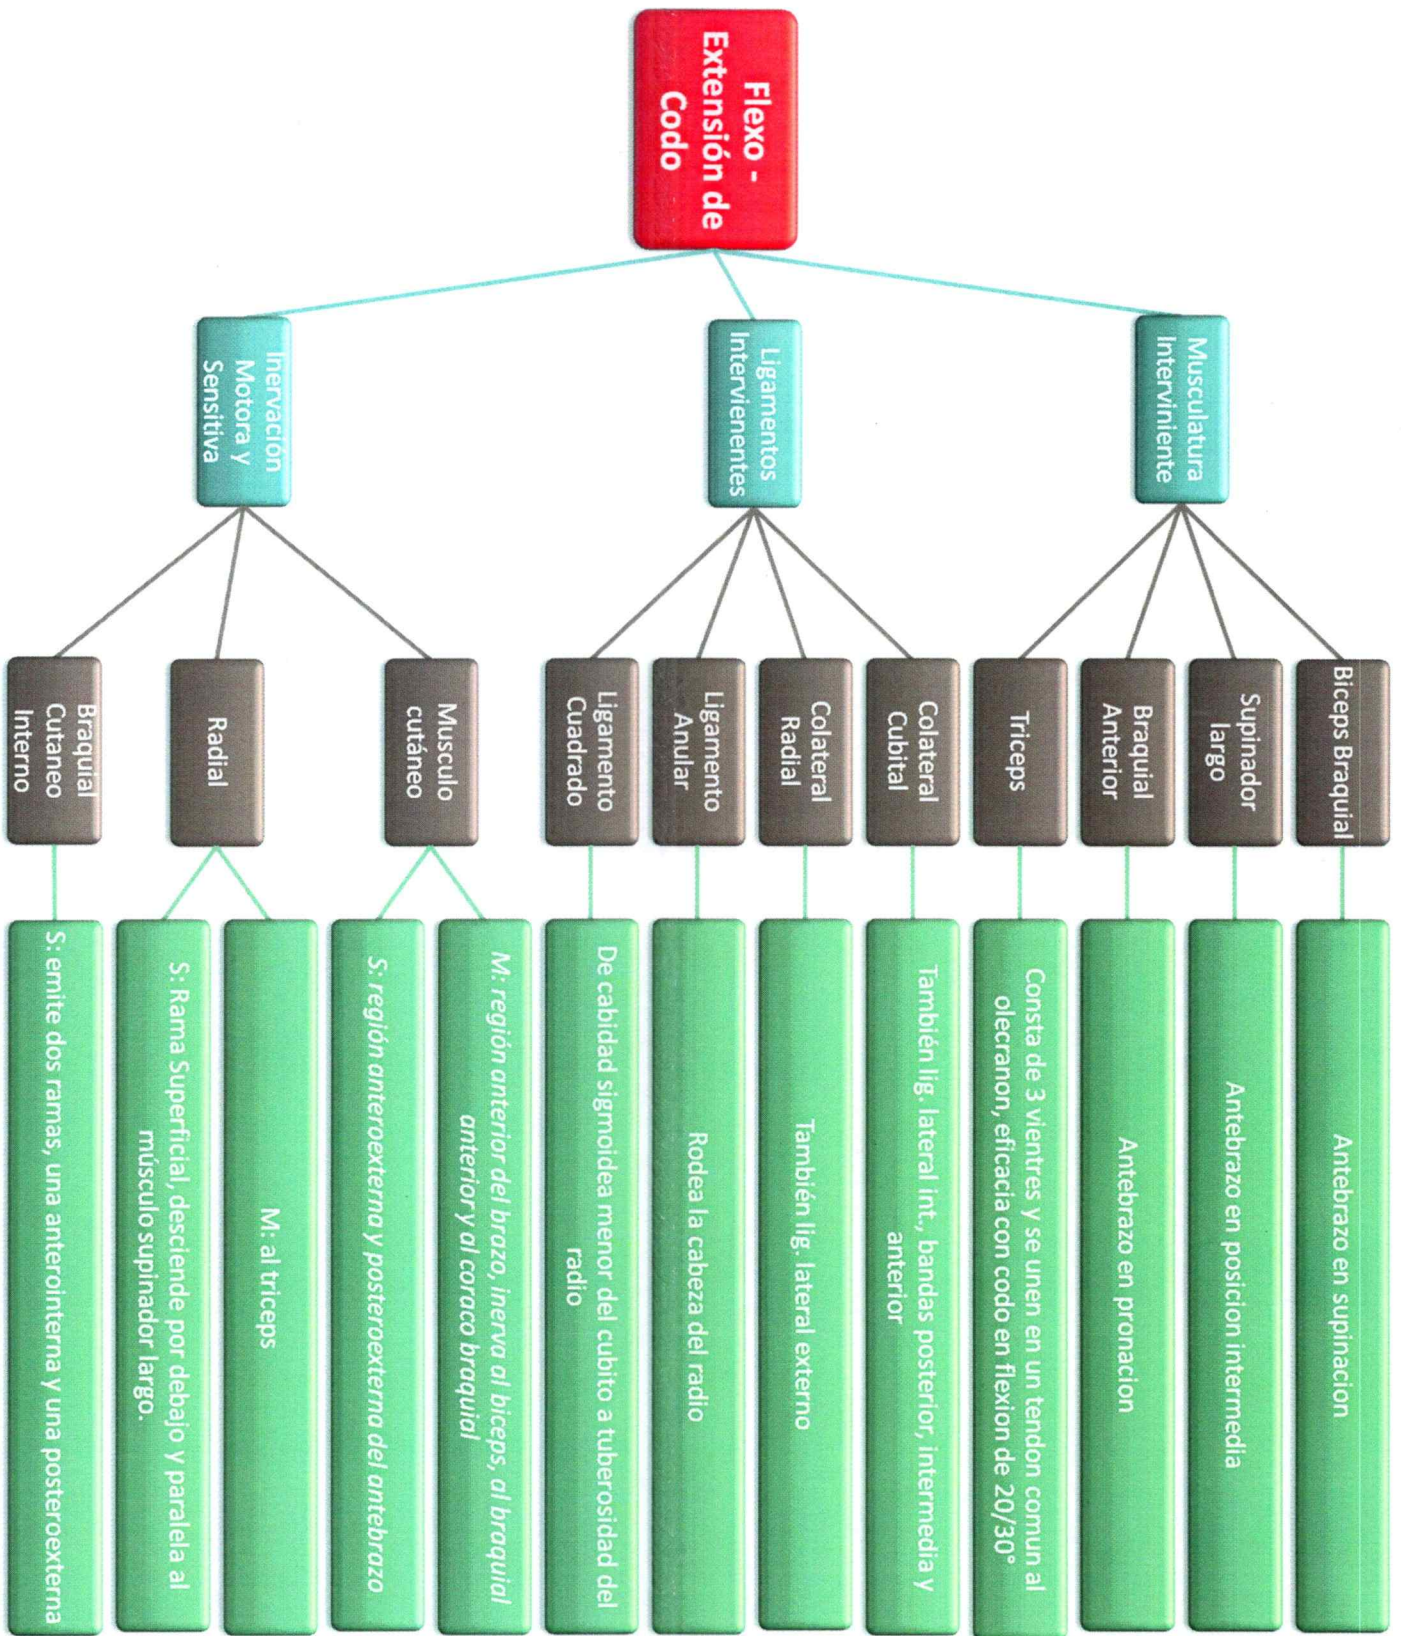 Flexo -
Extensión de
Codo
Musculatura
Interviniente
Biceps Braquial
Antebrazo en supinacion
Supinador
largo
Antebrazo en posicion intermedia
Braquial
Anterior
Antebrazo en pronacion
Triceps
Consta de 3 vientres y se unen en un tendon comun al
olecranon, eficacia con codo en flexion de 20/30°
Ligamentos
Intervienentes
Colateral
Cubital
También lig. lateral int., bandas posterior, intermedia y
anterior
Colateral
Radial
También lig. lateral externo
Ligamento
Anular
Rodea la cabeza del radio
Ligamento
Cuadrado
De cabidad sigmoidea menor del cubito a tuberosidad del
radio
Inervación
Motora y
Sensitiva
Musculo
cutáneo
M: región anterior del brazo, inerva al biceps, al braquial
anterior y al coraco braquial
S: región anteroexterna y posteroexterna del antebrazo
Radial
M: al triceps
S: Rama Superficial, desciende por debajo y paralela al
músculo supinador largo.
Braquial
Cutaneo
Interno
S: emite dos ramas, una anterointerna y una posteroexterna